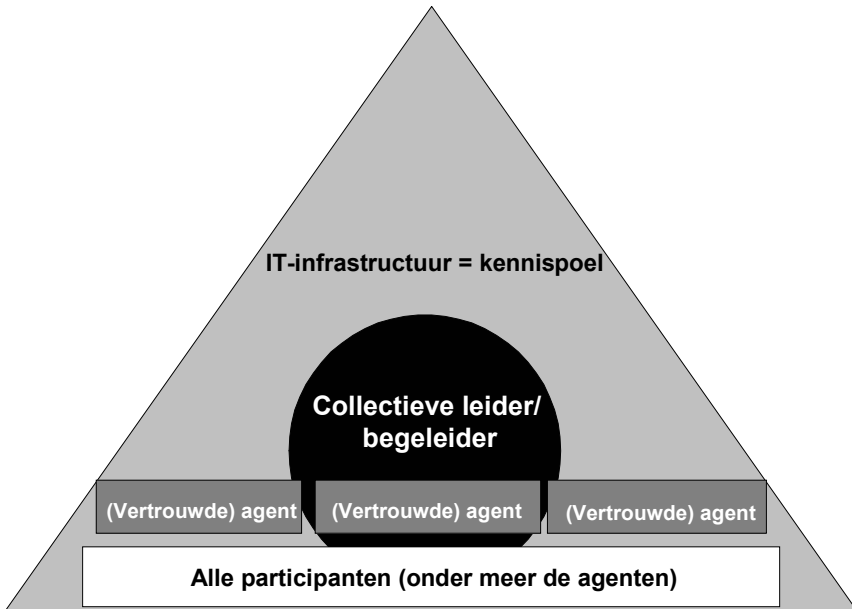 IT-infrastructuur = kennispoel
Collectieve leider/
begeleider
(Vertrouwde) agent
(Vertrouwde) agent
(Vertrouwde) agent
Alle participanten (onder meer de agenten)